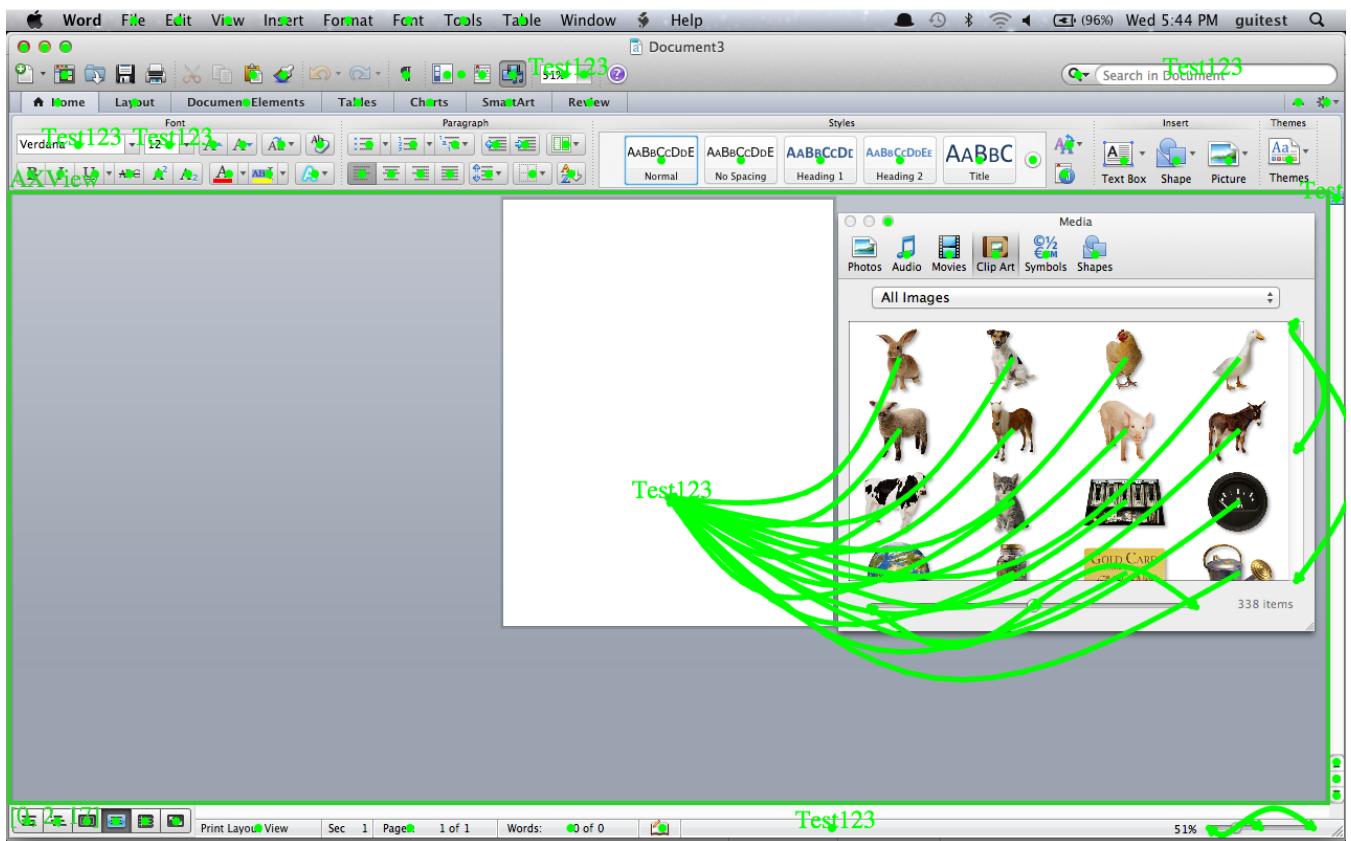 Word File Edit View Insert Format Font Tools Table Window Help (96%) Wed 5:44 PM guitest
Document3
Test123 51% Search in Document Test123
Home Layout Document Elements Tables Charts SmartArt Review
Font Paragraph Styles Insert Themes
Verdana Test123 12 Test123
AaBbCcDdE AaBbCcDdE AaBbCcDd AaBbCcDdEe AaBbC
Normal No Spacing Heading 1 Heading 2 Title Text Box Shape Picture Themes
AXView
Test
Media
Photos Audio Movies Clip Art Symbols Shapes
All Images
Test123
338 items
Print Layout View Sec 1 Pages: 1 of 1 Words: 0 of 0 Test123 51%